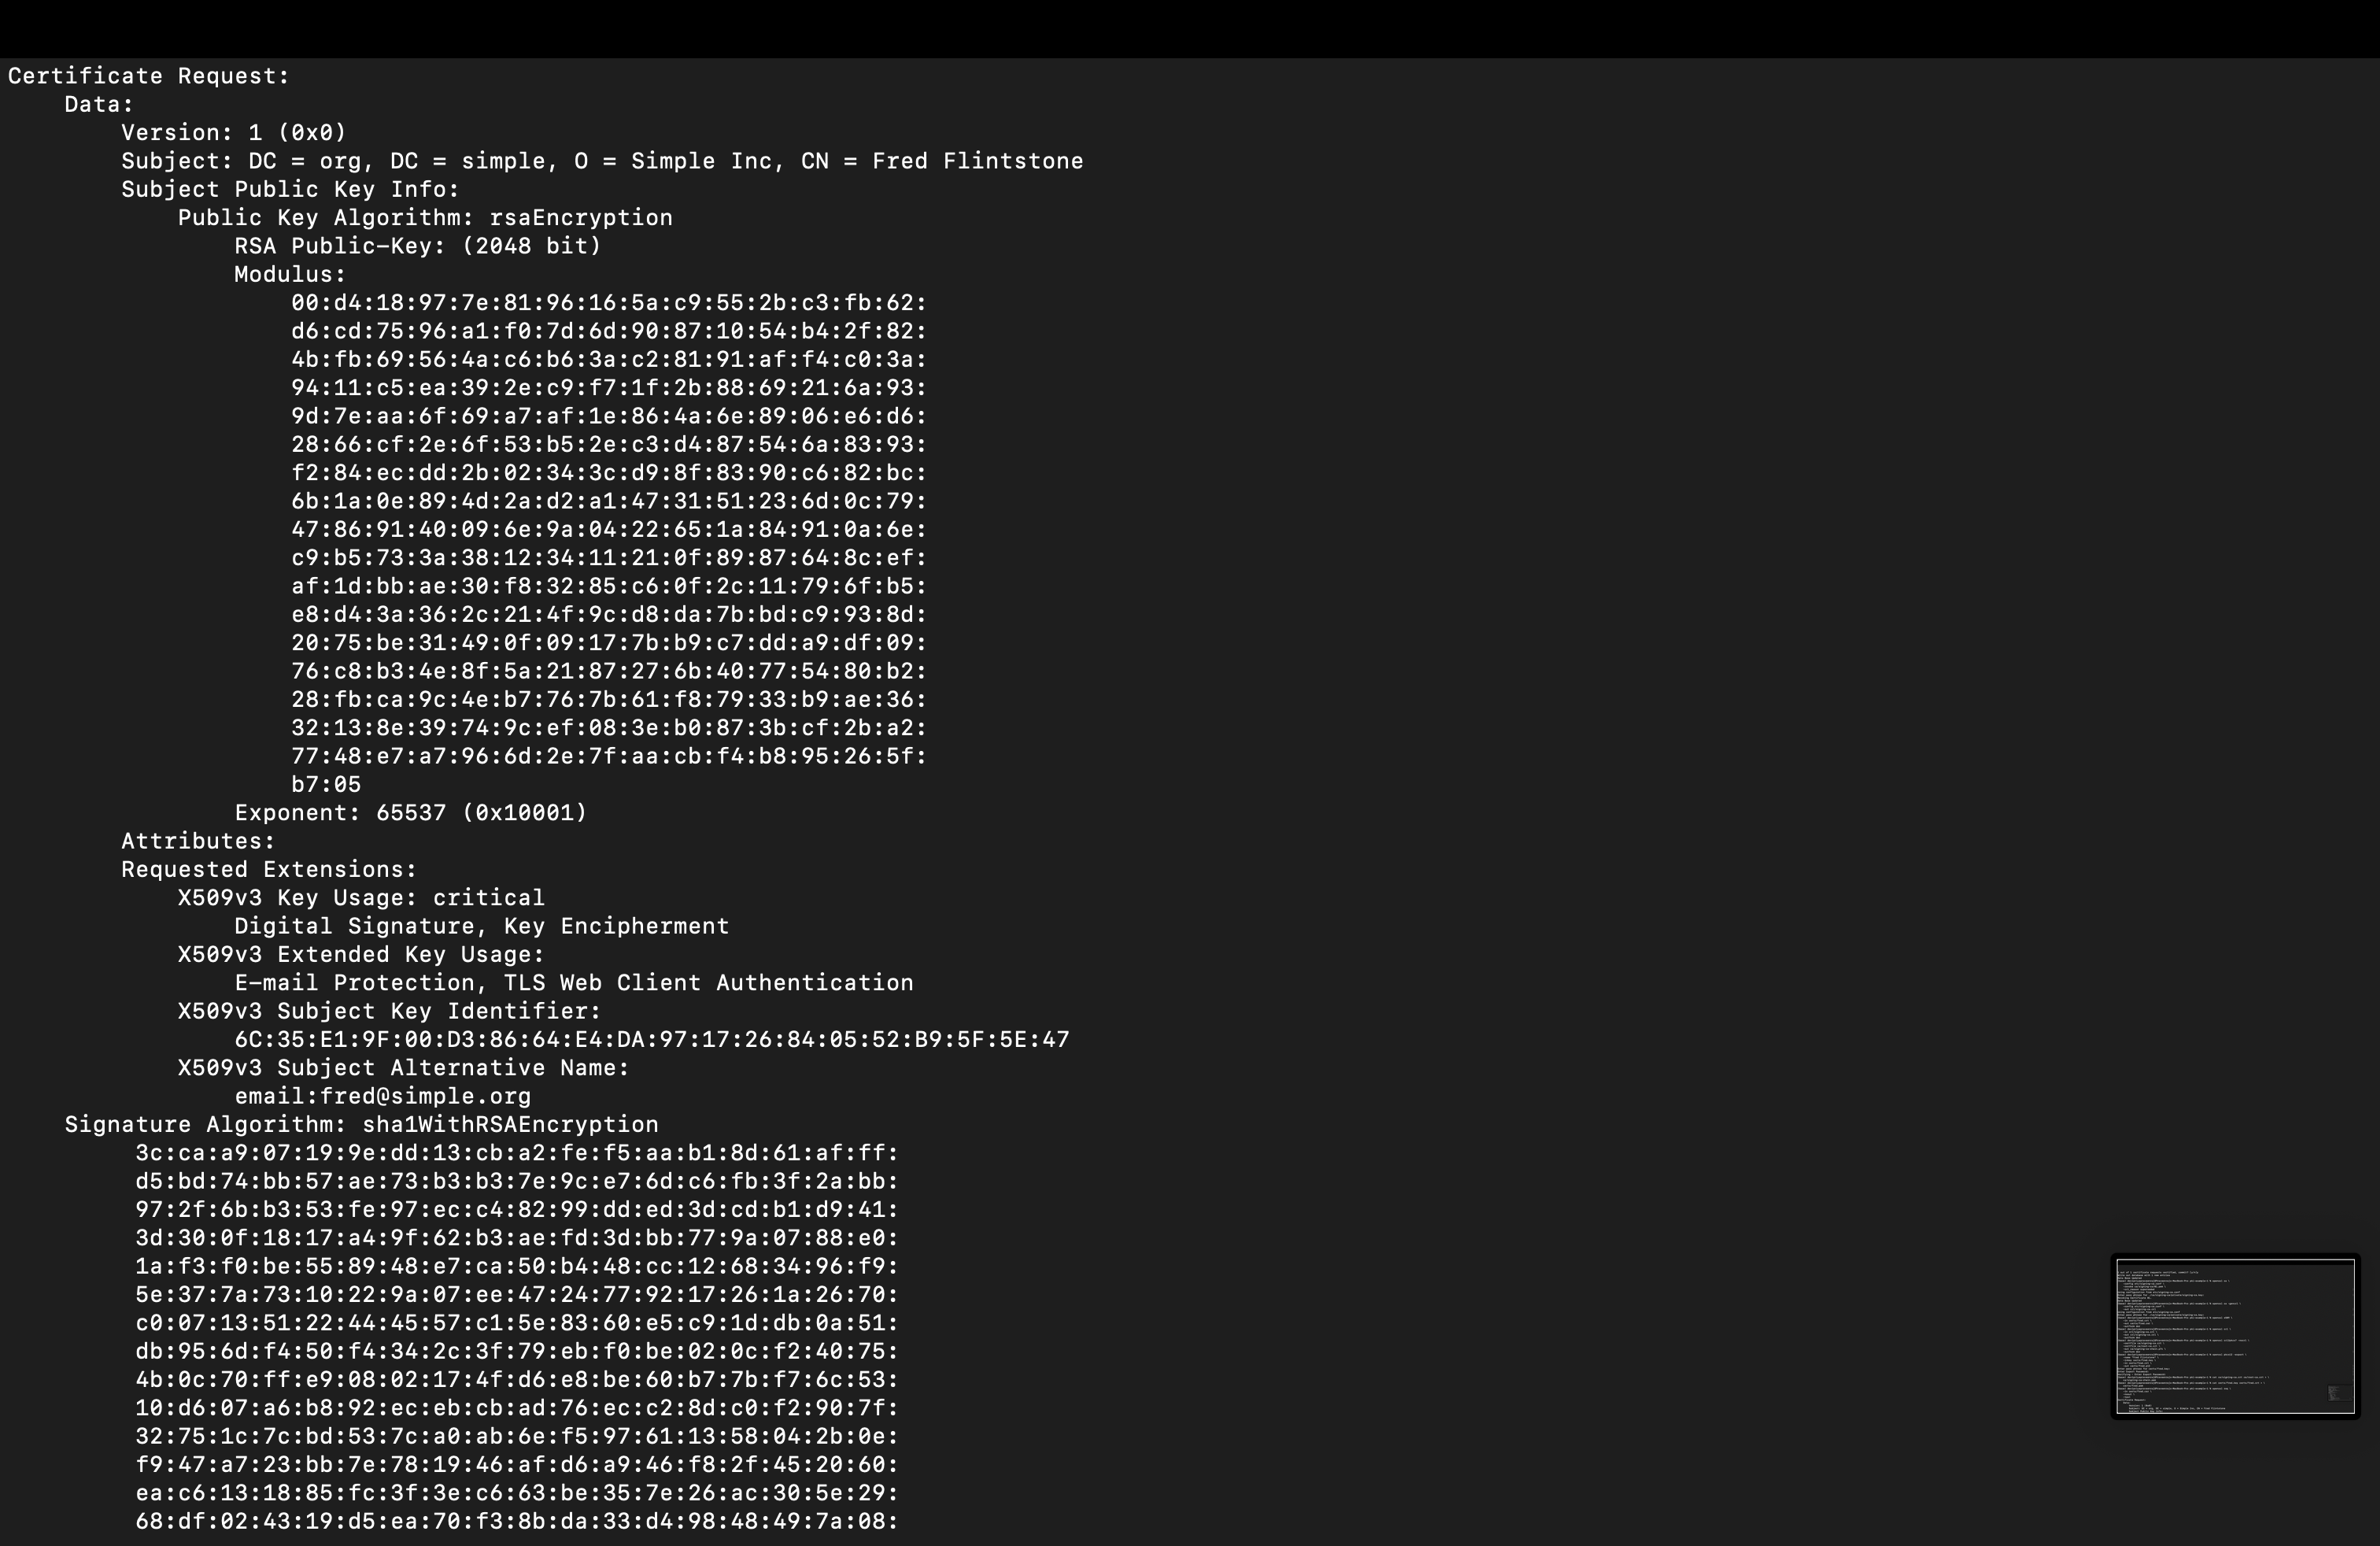 Certificate Request:
    Data:
        Version: 1 (0x0)
        Subject: DC = org, DC = simple, O = Simple Inc, CN = Fred Flintstone
        Subject Public Key Info:
            Public Key Algorithm: rsaEncryption
                RSA Public-Key: (2048 bit)
                Modulus:
                    00:d4:18:97:7e:81:96:16:5a:c9:55:2b:c3:fb:62:
                    d6:cd:75:96:a1:f0:7d:6d:90:87:10:54:b4:2f:82:
                    4b:fb:69:56:4a:c6:b6:3a:c2:81:91:af:f4:c0:3a:
                    94:11:c5:ea:39:2e:c9:f7:1f:2b:88:69:21:6a:93:
                    9d:7e:aa:6f:69:a7:af:1e:86:4a:6e:89:06:e6:d6:
                    28:66:cf:2e:6f:53:b5:2e:c3:d4:87:54:6a:83:93:
                    f2:84:ec:dd:2b:02:34:3c:d9:8f:83:90:c6:82:bc:
                    6b:1a:0e:89:4d:2a:d2:a1:47:31:51:23:6d:0c:79:
                    47:86:91:40:09:6e:9a:04:22:65:1a:84:91:0a:6e:
                    c9:b5:73:3a:38:12:34:11:21:0f:89:87:64:8c:ef:
                    af:1d:bb:ae:30:f8:32:85:c6:0f:2c:11:79:6f:b5:
                    e8:d4:3a:36:2c:21:4f:9c:d8:da:7b:bd:c9:93:8d:
                    20:75:be:31:49:0f:09:17:7b:b9:c7:dd:a9:df:09:
                    76:c8:b3:4e:8f:5a:21:87:27:6b:40:77:54:80:b2:
                    28:fb:ca:9c:4e:b7:76:7b:61:f8:79:33:b9:ae:36:
                    32:13:8e:39:74:9c:ef:08:3e:b0:87:3b:cf:2b:a2:
                    77:48:e7:a7:96:6d:2e:7f:aa:cb:f4:b8:95:26:5f:
                    b7:05
                Exponent: 65537 (0x10001)
        Attributes:
        Requested Extensions:
            X509v3 Key Usage: critical
                Digital Signature, Key Encipherment
            X509v3 Extended Key Usage:
                E-mail Protection, TLS Web Client Authentication
            X509v3 Subject Key Identifier:
                6C:35:E1:9F:00:D3:86:64:E4:DA:97:17:26:84:05:52:B9:5F:5E:47
            X509v3 Subject Alternative Name:
                email:fred@simple.org
    Signature Algorithm: sha1WithRSAEncryption
         3c:ca:a9:07:19:9e:dd:13:cb:a2:fe:f5:aa:b1:8d:61:af:ff:
         d5:bd:74:bb:57:ae:73:b3:b3:7e:9c:e7:6d:c6:fb:3f:2a:bb:
         97:2f:6b:b3:53:fe:97:ec:c4:82:99:dd:ed:3d:cd:b1:d9:41:
         3d:30:0f:18:17:a4:9f:62:b3:ae:fd:3d:bb:77:9a:07:88:e0:
         1a:f3:f0:be:55:89:48:e7:ca:50:b4:48:cc:12:68:34:96:f9:
         5e:37:7a:73:10:22:9a:07:ee:47:24:77:92:17:26:1a:26:70:
         c0:07:13:51:22:44:45:57:c1:5e:83:60:e5:c9:1d:db:0a:51:
         db:95:6d:f4:50:f4:34:2c:3f:79:eb:f0:be:02:0c:f2:40:75:
         4b:0c:70:ff:e9:08:02:17:4f:d6:e8:be:60:b7:7b:f7:6c:53:
         10:d6:07:a6:b8:92:ec:eb:cb:ad:76:ec:c2:8d:c0:f2:90:7f:
         32:75:1c:7c:bd:53:7c:a0:ab:6e:f5:97:61:13:58:04:2b:0e:
         f9:47:a7:23:bb:7e:78:19:46:af:d6:a9:46:f8:2f:45:20:60:
         ea:c6:13:18:85:fc:3f:3e:c6:63:be:35:7e:26:ac:30:5e:29:
         68:df:02:43:19:d5:ea:70:f3:8b:da:33:d4:98:48:49:7a:08: